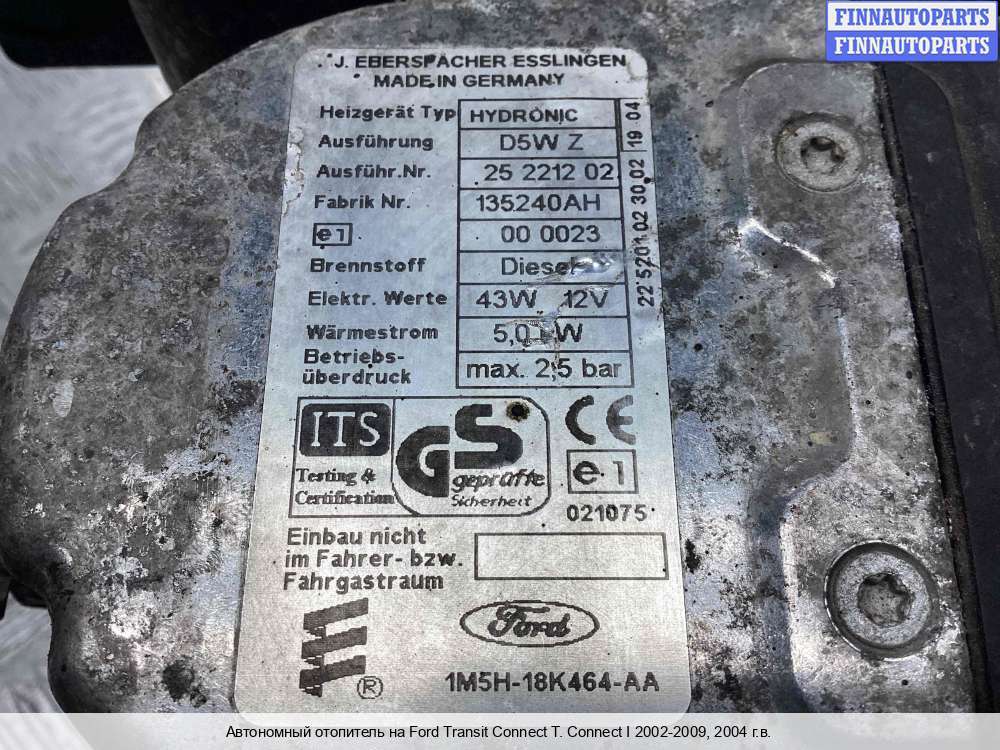 FINNAUTOPARTS
FINNAUTOPARTS
J. EBERSPÄCHER ESSLINGEN
MADE IN GERMANY
Heizgerät Typ HYDRONIC
Ausführung D5W Z
Ausführ.Nr. 25 2212 02
Fabrik Nr. 135240AH
e1 00 0023
Brennstoff Diesel
Elektr. Werte 43W 12V
Wärmestrom 5,0 W
Betriebs-
überdruck max. 2,5 bar
19 04
ITS
Testing &
Certification
GS
geprüfte
Sicherheit
CE
e1
021075
Einbau nicht
im Fahrer- bzw.
Fahrgastraum
Ford
®
1M5H-18K464-AA
Автономный отопитель на Ford Transit Connect T. Connect I 2002-2009, 2004 г.в.